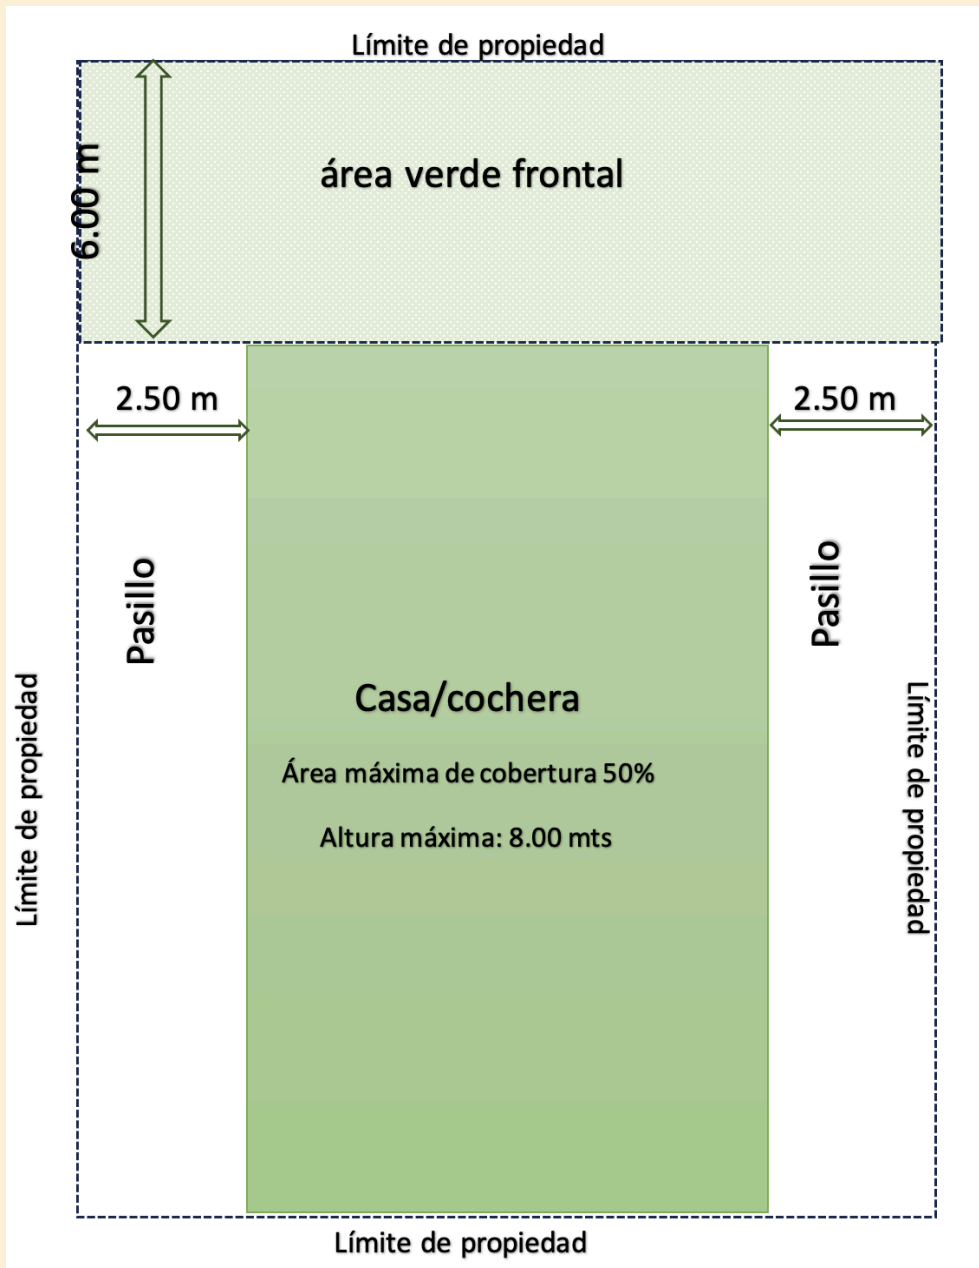 Límite de propiedad
6.00 m
área verde frontal
2.50 m
2.50 m
Pasillo
Pasillo
Límite de propiedad
Casa/cochera
Área máxima de cobertura 50%
Altura máxima: 8.00 mts
Límite de propiedad
Límite de propiedad